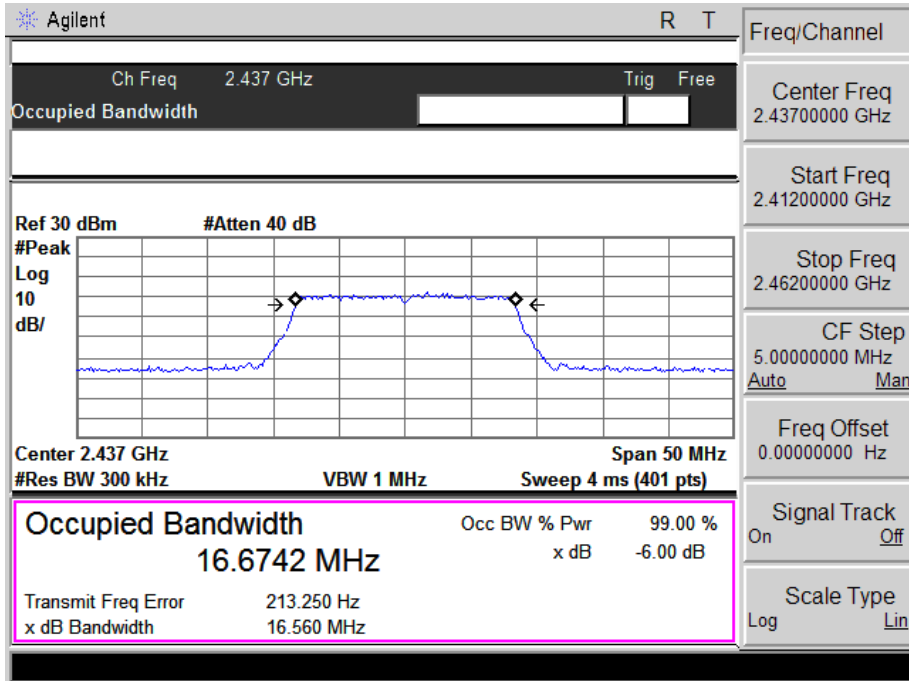 Agilent R T
Ch Freq 2.437 GHz Trig Free
Occupied Bandwidth
Ref 30 dBm #Atten 40 dB
#Peak
Log
10
dB/
Center 2.437 GHz Span 50 MHz
#Res BW 300 kHz VBW 1 MHz Sweep 4 ms (401 pts)
Occupied Bandwidth Occ BW % Pwr 99.00 %
16.6742 MHz x dB -6.00 dB
Transmit Freq Error 213.250 Hz
x dB Bandwidth 16.560 MHz
Freq/Channel
Center Freq
2.43700000 GHz
Start Freq
2.41200000 GHz
Stop Freq
2.46200000 GHz
CF Step
5.00000000 MHz
Auto Man
Freq Offset
0.00000000 Hz
Signal Track
On Off
Scale Type
Log Lin